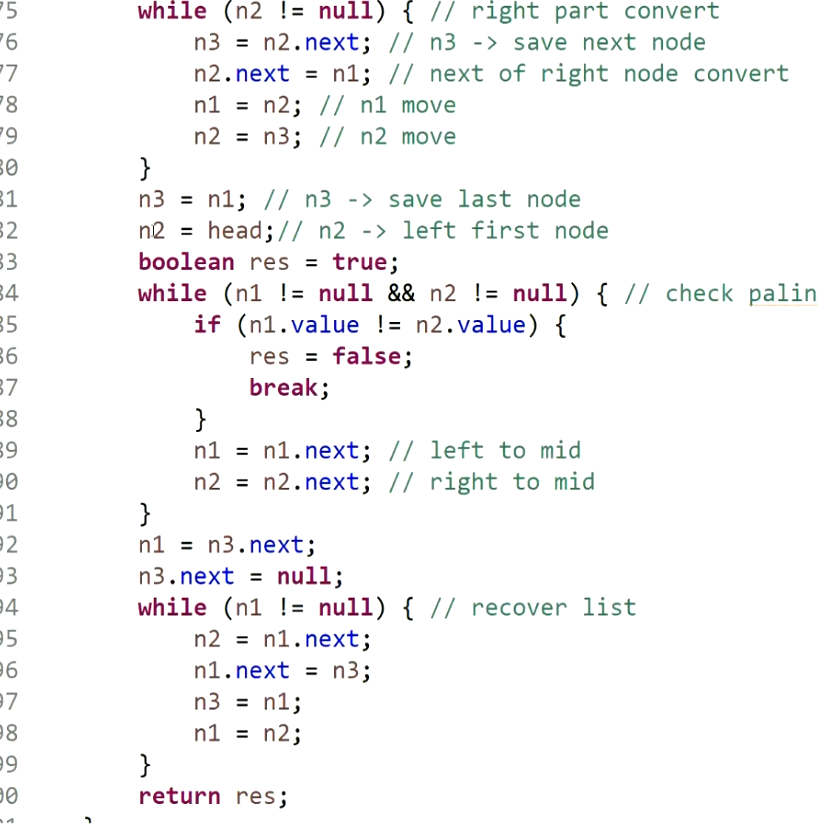 75 while (n2 != null) { // right part convert
76 n3 = n2.next; // n3 -> save next node
77 n2.next = n1; // next of right node convert
78 n1 = n2; // n1 move
79 n2 = n3; // n2 move
80 }
81 n3 = n1; // n3 -> save last node
82 n2 = head;// n2 -> left first node
83 boolean res = true;
84 while (n1 != null && n2 != null) { // check palin
85 if (n1.value != n2.value) {
86 res = false;
87 break;
88 }
89 n1 = n1.next; // left to mid
90 n2 = n2.next; // right to mid
91 }
92 n1 = n3.next;
93 n3.next = null;
94 while (n1 != null) { // recover list
95 n2 = n1.next;
96 n1.next = n3;
97 n3 = n1;
98 n1 = n2;
99 }
00 return res;